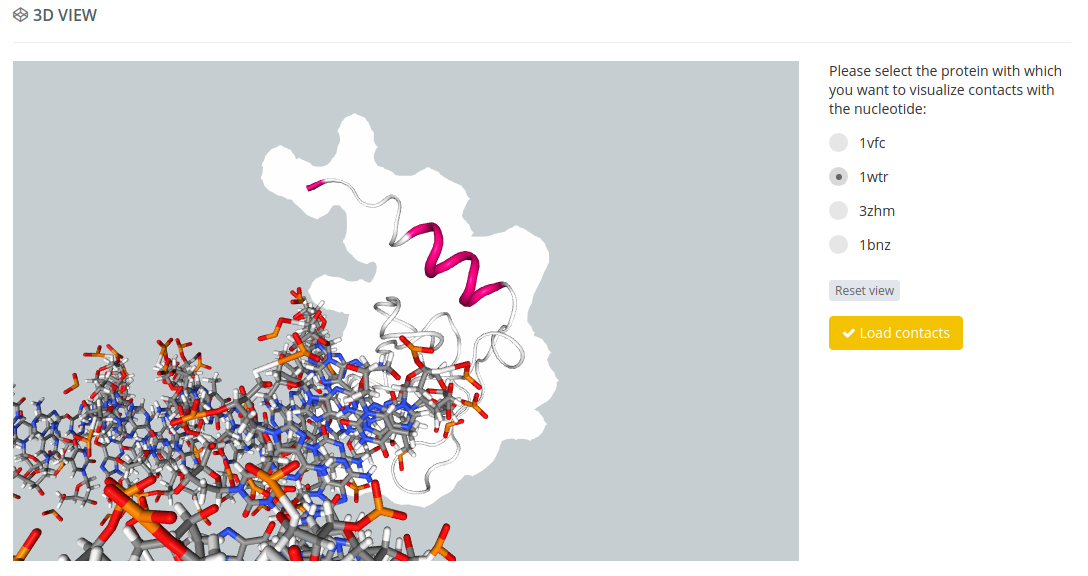 3D VIEW
Please select the protein with which
you want to visualize contacts with
the nucleotide:
1vfc
1wtr
3zhm
1bnz
Reset view
Load contacts